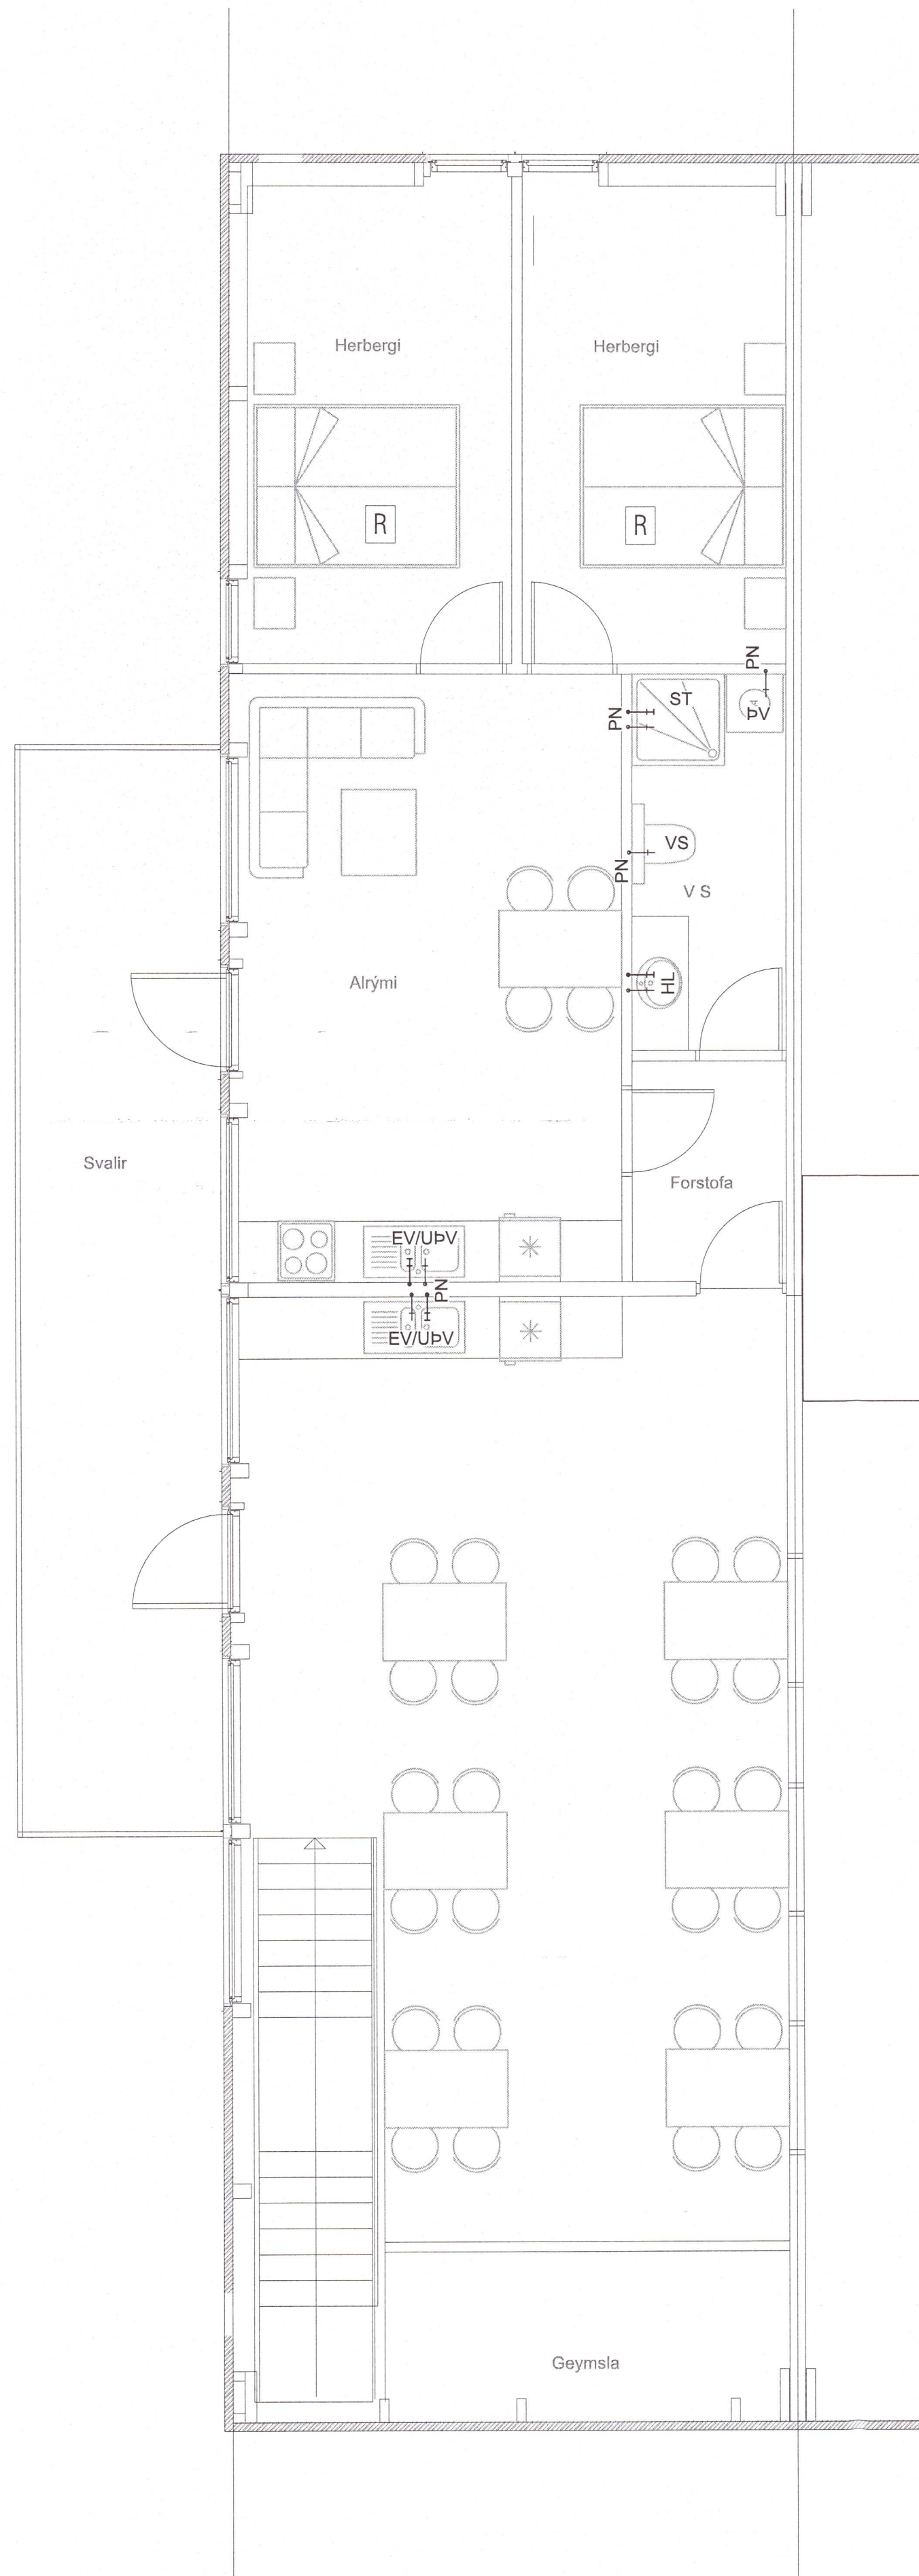 Herbergi
Herbergi
R
R
PN
ST
PN
ÞV
VS
PN
V S
HL
Alrými
Svalir
Forstofa
EV/UÞV
PN
EV/UÞV
Geymsla